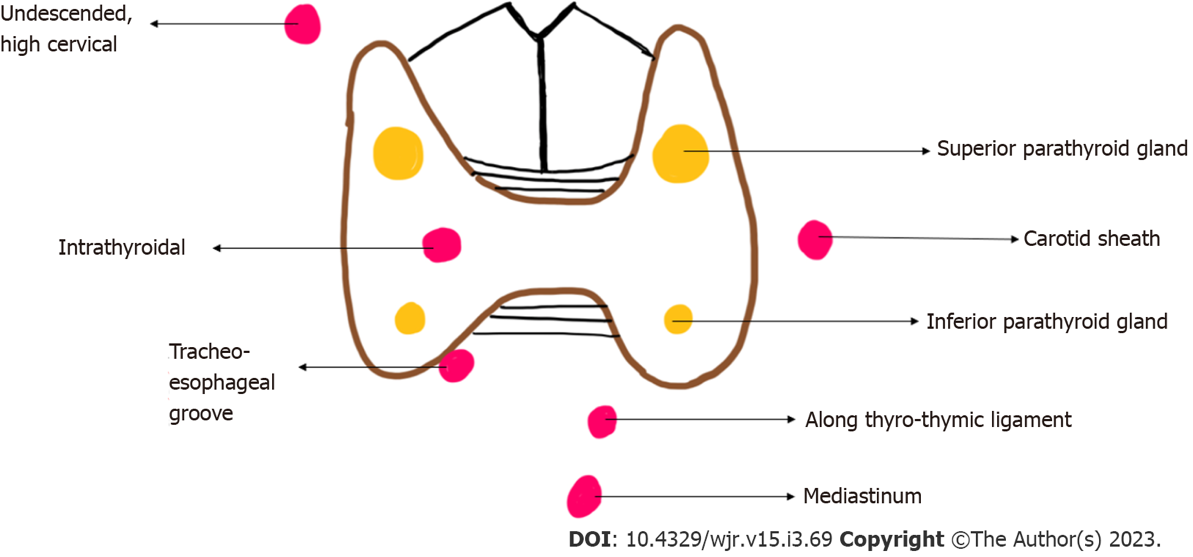 Undescended,
high cervical
Superior parathyroid gland
Intrathyroidal
Carotid sheath
Inferior parathyroid gland
Tracheo-
esophageal
groove
Along thyro-thymic ligament
Mediastinum
DOI: 10.4329/wjr.v15.i3.69 Copyright ©The Author(s) 2023.